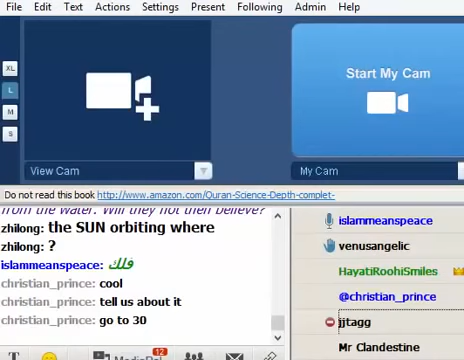 File Edit Text Actions Settings Present Following Admin Help
XL
L
M
S
Start My Cam
View Cam
My Cam
Do not read this book http://www.amazon.com/Quran-Science-Depth-complet-
from the water. Will they not then believe?
zhilong: the SUN orbiting where
zhilong: ?
islammeanspeace: فلك
christian_prince: cool
christian_prince: tell us about it
christian_prince: go to 30
islammeanspeace
venusangelic
HayatiRoohiSmiles
@christian_prince
jjtagg
Mr Clandestine
T
12